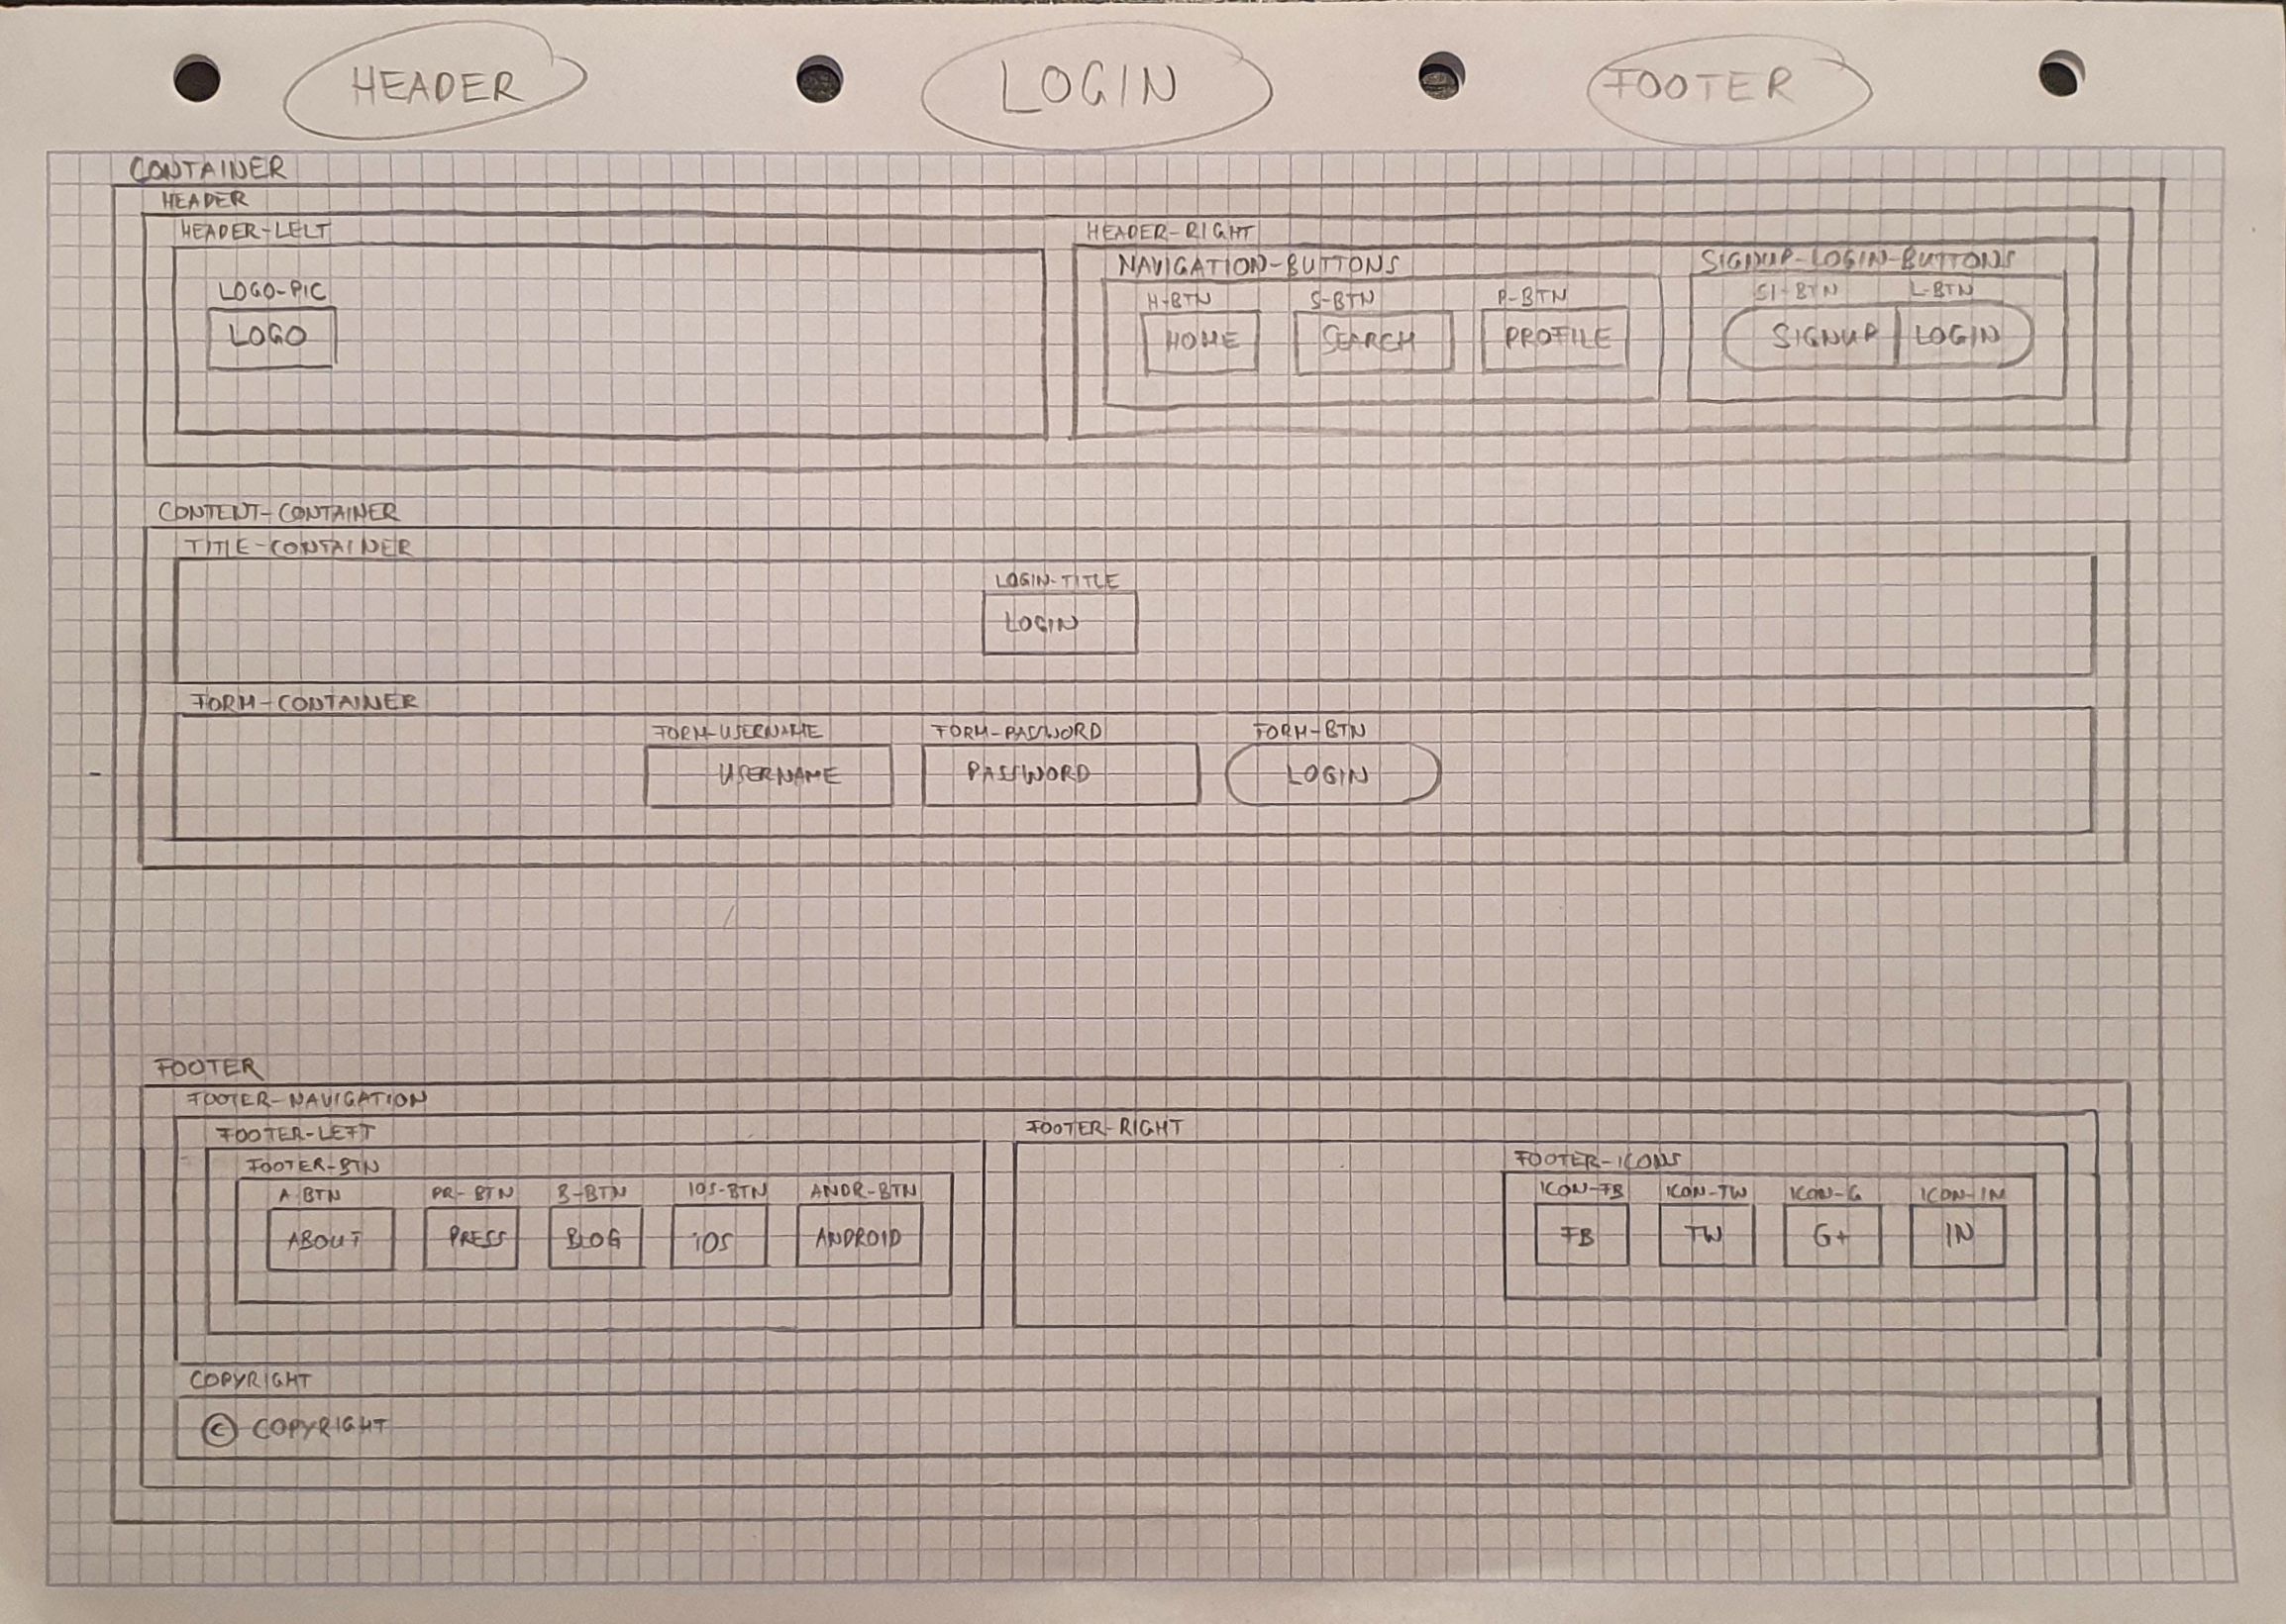 HEADER LOGIN FOOTER
CONTAINER
HEADER
HEADER-LELT HEADER-RIGHT
NAVIGATION-BUTTONS SIGNUP-LOGIN-BUTTONS
LOGO-PIC H-BTN S-BTN P-BTN SI-BTN L-BTN
LOGO HOME SEARCH PROFILE SIGNUP LOGIN
CONTENT-CONTAINER
TITLE-CONTAINER
LOGIN-TITLE
LOGIN
FORM-CONTAINER
FORM-USERNAME FORM-PASSWORD FORM-BTN
USERNAME PASSWORD LOGIN
FOOTER
FOOTER-NAVIGATION
FOOTER-LEFT FOOTER-RIGHT
FOOTER-BTN FOOTER-ICONS
A-BTN PR-BTN B-BTN IOS-BTN ANDR-BTN ICON-FB ICON-TW ICON-G ICON-IN
ABOUT PRESS BLOG iOS ANDROID FB TW G+ IN
COPYRIGHT
© COPYRIGHT